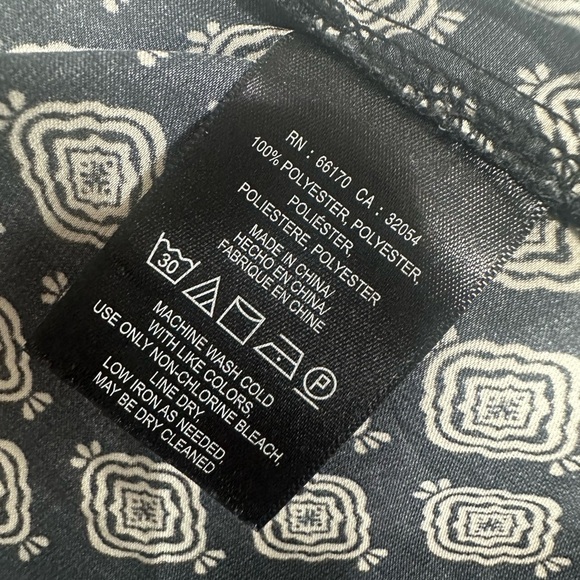 RN : 66170 CA : 32054
100% POLYESTER, POLYESTER,
POLIÉSTER,
POLIESTERE, POLYESTER
MADE IN CHINA/
HECHO EN CHINA/
FABRIQUE EN CHINE
30 P
MACHINE WASH COLD
WITH LIKE COLORS,
LINE DRY.
USE ONLY NON-CHLORINE BLEACH,
LOW IRON AS NEEDED,
MAY BE DRY CLEANED